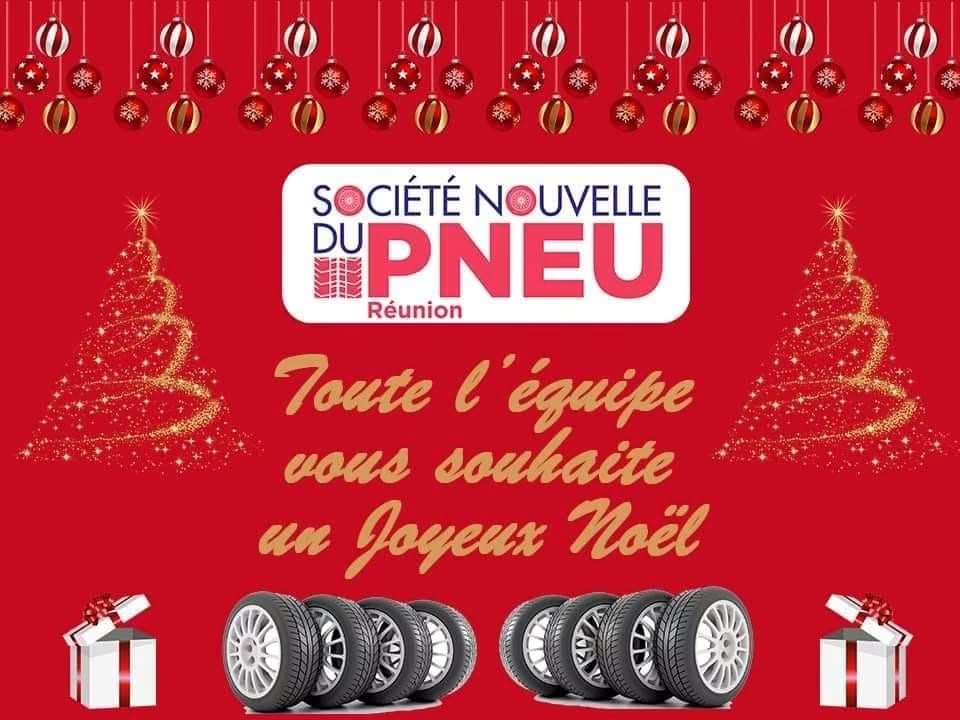 SOCIÉTÉ NOUVELLE
DU PNEU
Réunion
Toute l'équipe
vous souhaite
un Joyeux Noël